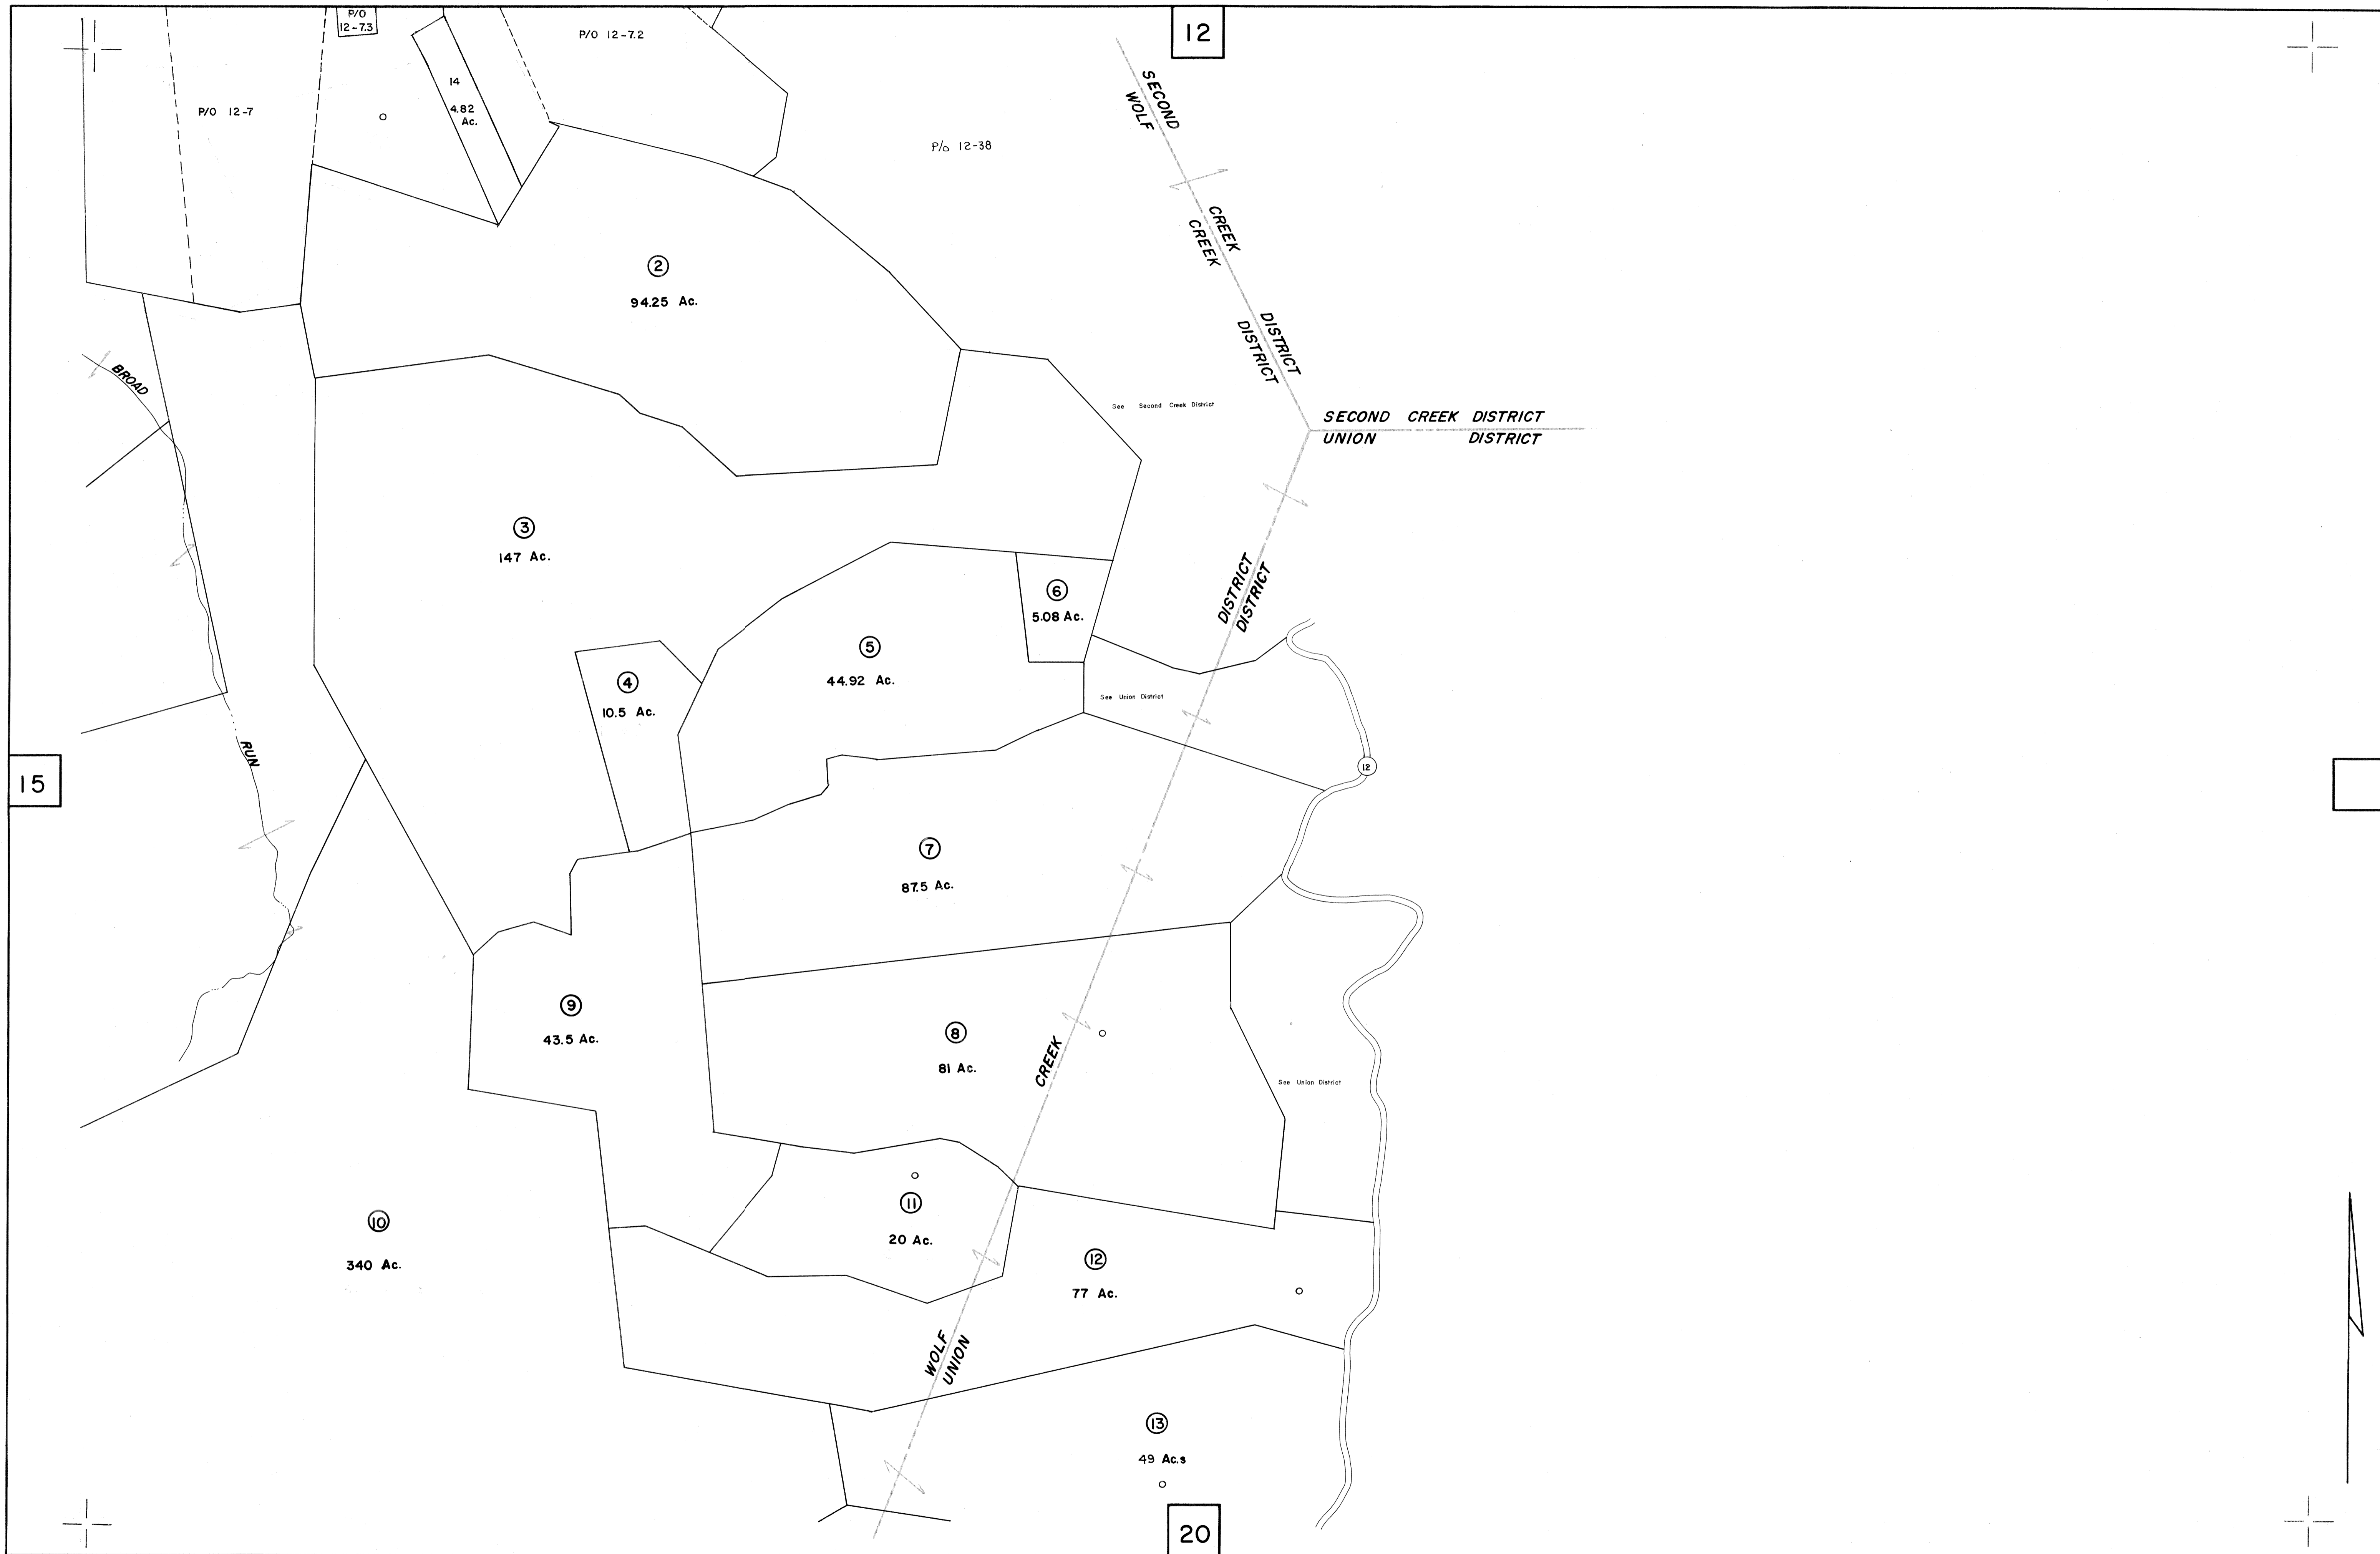 12
P/O
12-7.3
P/O 12-7.2
14
4.82
Ac.
P/O 12-7
P/o 12-38
SECOND CREEK DISTRICT
WOLF CREEK DISTRICT
2
94.25 Ac.
BROAD RUN
See Second Creek District
SECOND CREEK DISTRICT
UNION DISTRICT
3
147 Ac.
6
5.08 Ac.
5
44.92 Ac.
4
10.5 Ac.
See Union District
WOLF CREEK DISTRICT
UNION DISTRICT
12
15
7
87.5 Ac.
9
43.5 Ac.
8
81 Ac.
See Union District
11
20 Ac.
10
340 Ac.
12
77 Ac.
13
49 Ac.s
20